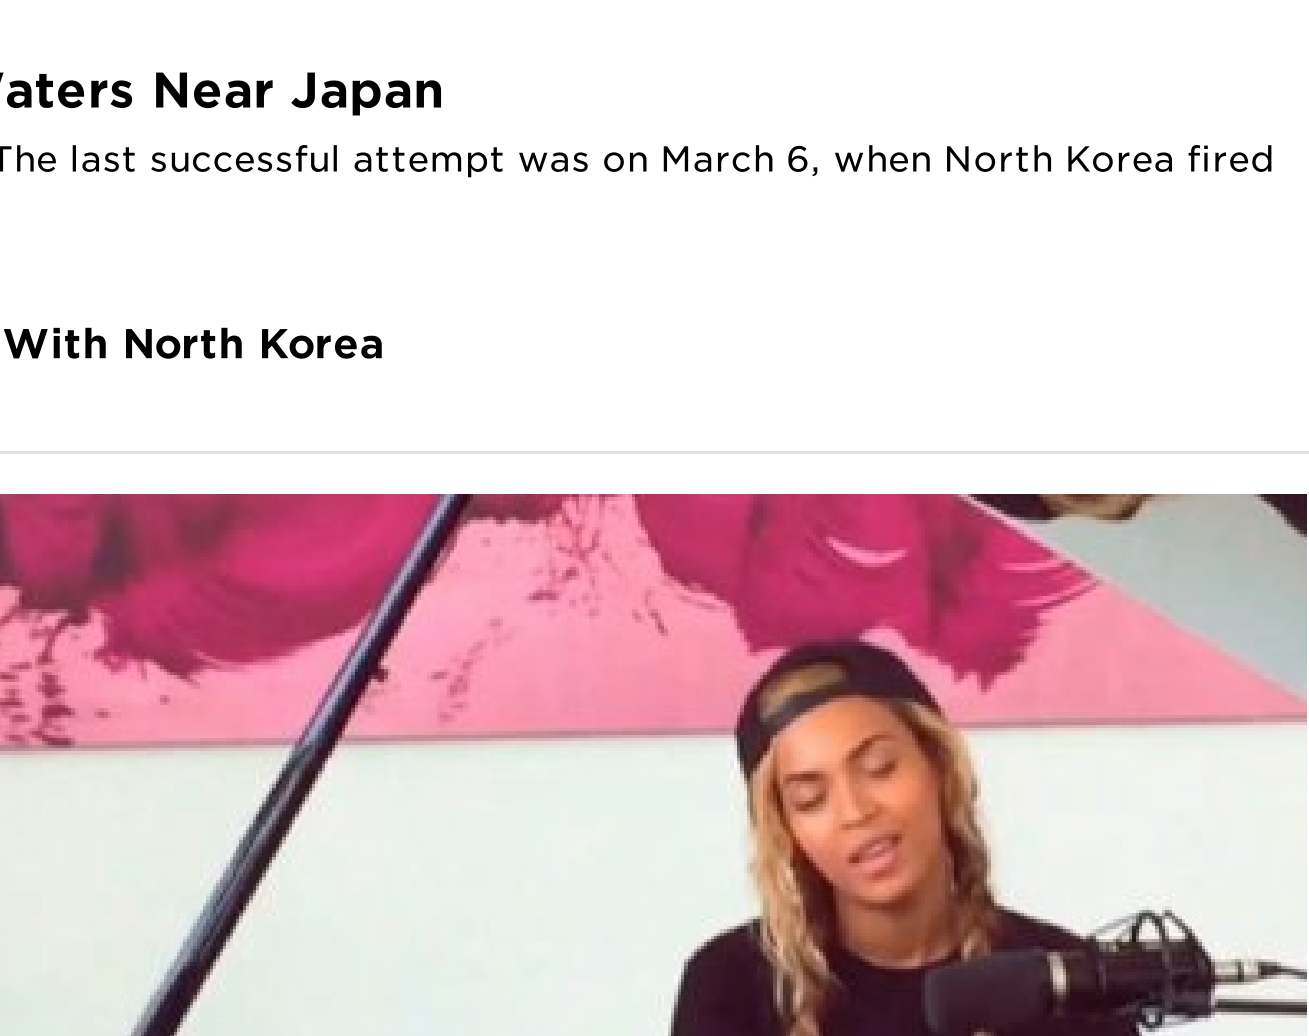 aters Near Japan
The last successful attempt was on March 6, when North Korea fired
With North Korea